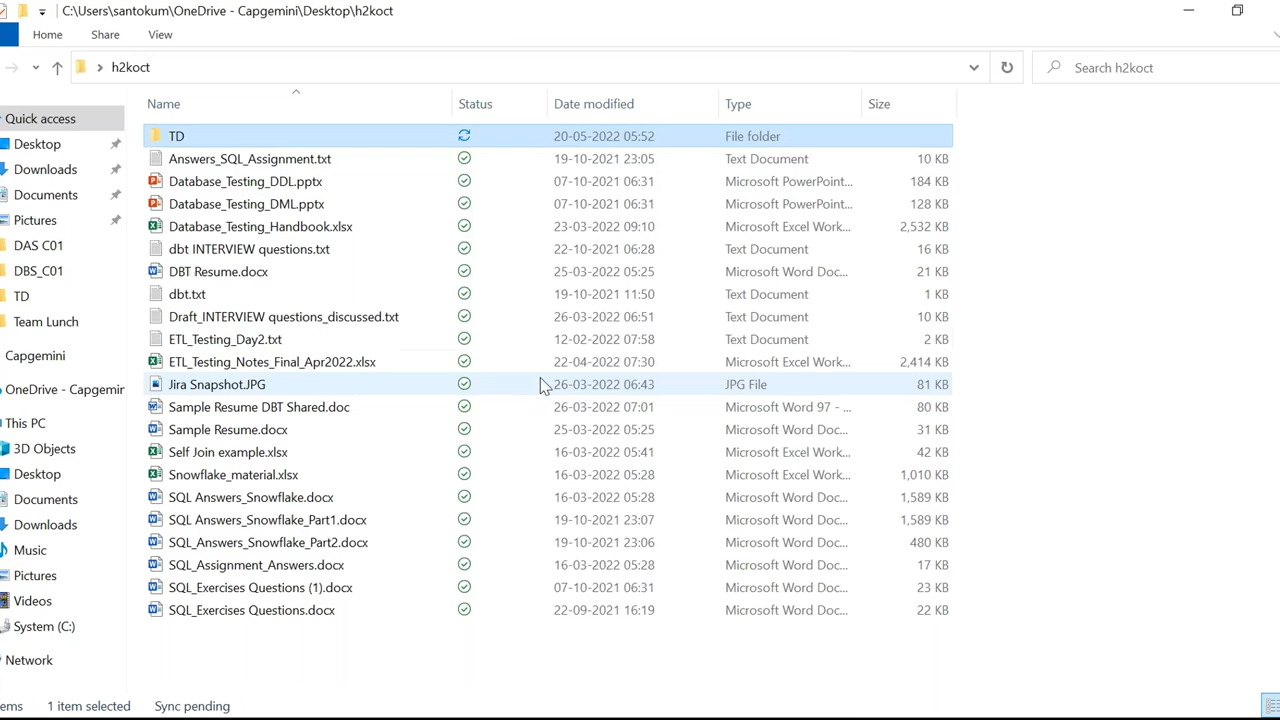 C:\Users\santokum\OneDrive - Capgemini\Desktop\h2koct
Home Share View
h2koct
Search h2koct
Name Status Date modified Type Size
Quick access
Desktop
Downloads
Documents
Pictures
DAS C01
DBS_C01
TD
Team Lunch
Capgemini
OneDrive - Capgemin
This PC
3D Objects
Desktop
Documents
Downloads
Music
Pictures
Videos
System (C:)
Network
TD 20-05-2022 05:52 File folder
Answers_SQL_Assignment.txt 19-10-2021 23:05 Text Document 10 KB
Database_Testing_DDL.pptx 07-10-2021 06:31 Microsoft PowerPoint... 184 KB
Database_Testing_DML.pptx 07-10-2021 06:31 Microsoft PowerPoint... 128 KB
Database_Testing_Handbook.xlsx 23-03-2022 09:10 Microsoft Excel Work... 2,532 KB
dbt INTERVIEW questions.txt 22-10-2021 06:28 Text Document 16 KB
DBT Resume.docx 25-03-2022 05:25 Microsoft Word Doc... 21 KB
dbt.txt 19-10-2021 11:50 Text Document 1 KB
Draft_INTERVIEW questions_discussed.txt 26-03-2022 06:51 Text Document 10 KB
ETL_Testing_Day2.txt 12-02-2022 07:58 Text Document 2 KB
ETL_Testing_Notes_Final_Apr2022.xlsx 22-04-2022 07:30 Microsoft Excel Work... 2,414 KB
Jira Snapshot.JPG 26-03-2022 06:43 JPG File 81 KB
Sample Resume DBT Shared.doc 26-03-2022 07:01 Microsoft Word 97 - ... 80 KB
Sample Resume.docx 25-03-2022 05:25 Microsoft Word Doc... 31 KB
Self Join example.xlsx 16-03-2022 05:41 Microsoft Excel Work... 42 KB
Snowflake_material.xlsx 16-03-2022 05:28 Microsoft Excel Work... 1,010 KB
SQL Answers_Snowflake.docx 16-03-2022 05:28 Microsoft Word Doc... 1,589 KB
SQL Answers_Snowflake_Part1.docx 19-10-2021 23:07 Microsoft Word Doc... 1,589 KB
SQL_Answers_Snowflake_Part2.docx 19-10-2021 23:06 Microsoft Word Doc... 480 KB
SQL_Assignment_Answers.docx 16-03-2022 05:28 Microsoft Word Doc... 17 KB
SQL_Exercises Questions (1).docx 07-10-2021 06:31 Microsoft Word Doc... 23 KB
SQL_Exercises Questions.docx 22-09-2021 16:19 Microsoft Word Doc... 22 KB
ems 1 item selected Sync pending